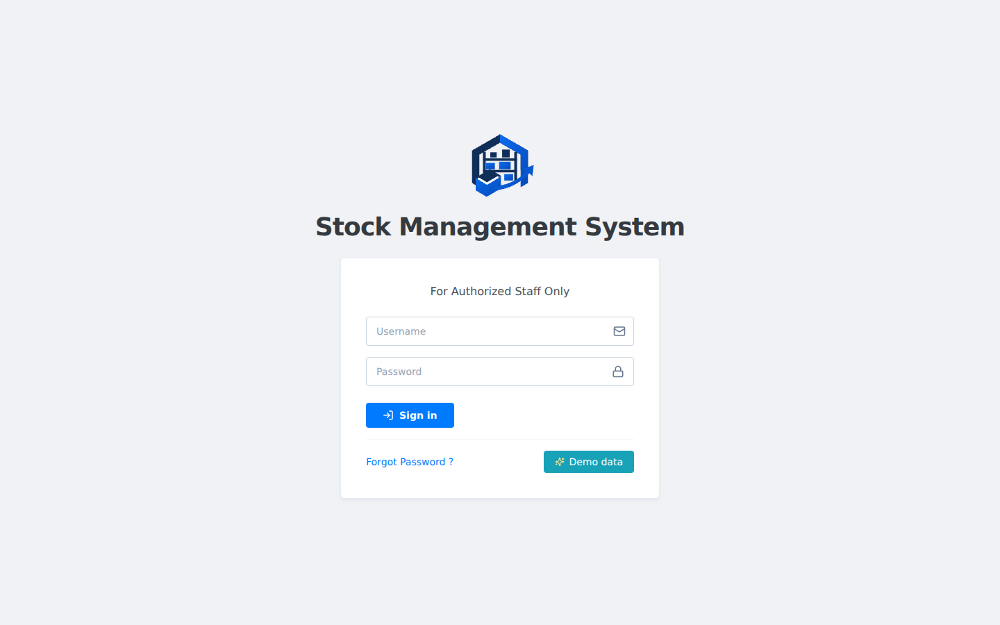 Stock Management System
For Authorized Staff Only
Username
Password
Sign in
Forgot Password ?
Demo data